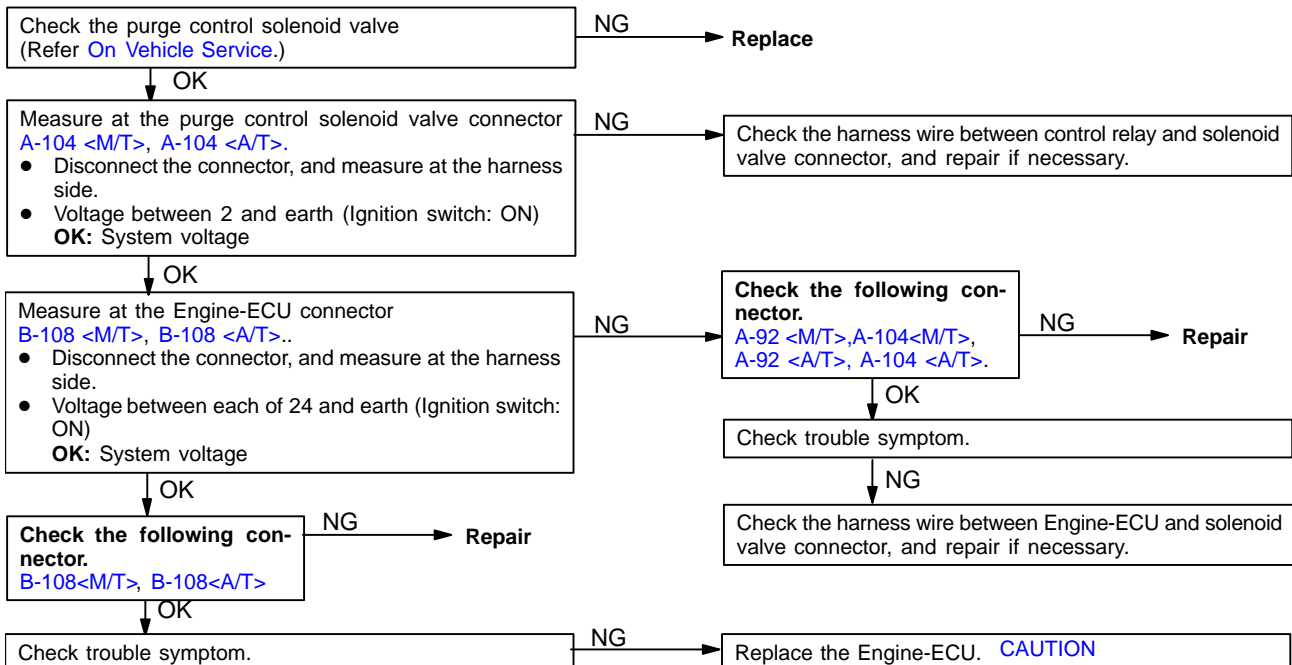 Check the purge control solenoid valve
(Refer On Vehicle Service.)
NG
Replace
OK
Measure at the purge control solenoid valve connector
A-104 <M/T>, A-104 <A/T>.
● Disconnect the connector, and measure at the harness
side.
● Voltage between 2 and earth (Ignition switch: ON)
OK: System voltage
NG
Check the harness wire between control relay and solenoid
valve connector, and repair if necessary.
OK
Measure at the Engine-ECU connector
B-108 <M/T>, B-108 <A/T>..
● Disconnect the connector, and measure at the harness
side.
● Voltage between each of 24 and earth (Ignition switch:
ON)
OK: System voltage
NG
Check the following con-
nector.
A-92 <M/T>,A-104<M/T>,
A-92 <A/T>, A-104 <A/T>.
NG
Repair
OK
Check trouble symptom.
NG
Check the harness wire between Engine-ECU and solenoid
valve connector, and repair if necessary.
OK
Check the following con-
nector.
B-108<M/T>, B-108<A/T>
NG
Repair
OK
Check trouble symptom.
NG
Replace the Engine-ECU. CAUTION